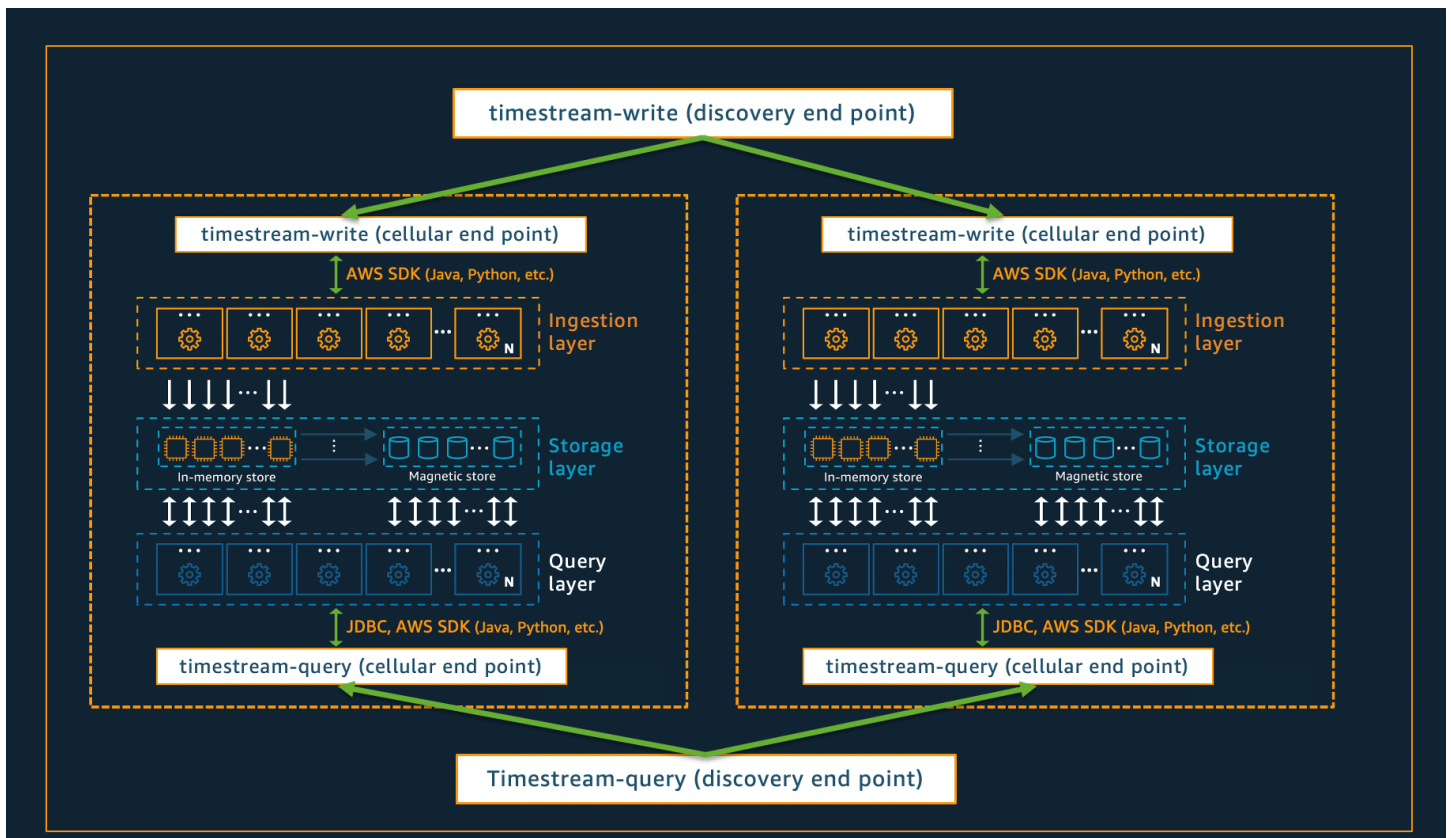 timestream-write (discovery end point)
timestream-write (cellular end point)
AWS SDK (Java, Python, etc.)
Ingestion
layer
N
Storage
layer
In-memory store
Magnetic store
Query
layer
N
JDBC, AWS SDK (Java, Python, etc.)
timestream-query (cellular end point)
timestream-write (cellular end point)
AWS SDK (Java, Python, etc.)
Ingestion
layer
N
Storage
layer
In-memory store
Magnetic store
Query
layer
N
JDBC, AWS SDK (Java, Python, etc.)
timestream-query (cellular end point)
Timestream-query (discovery end point)